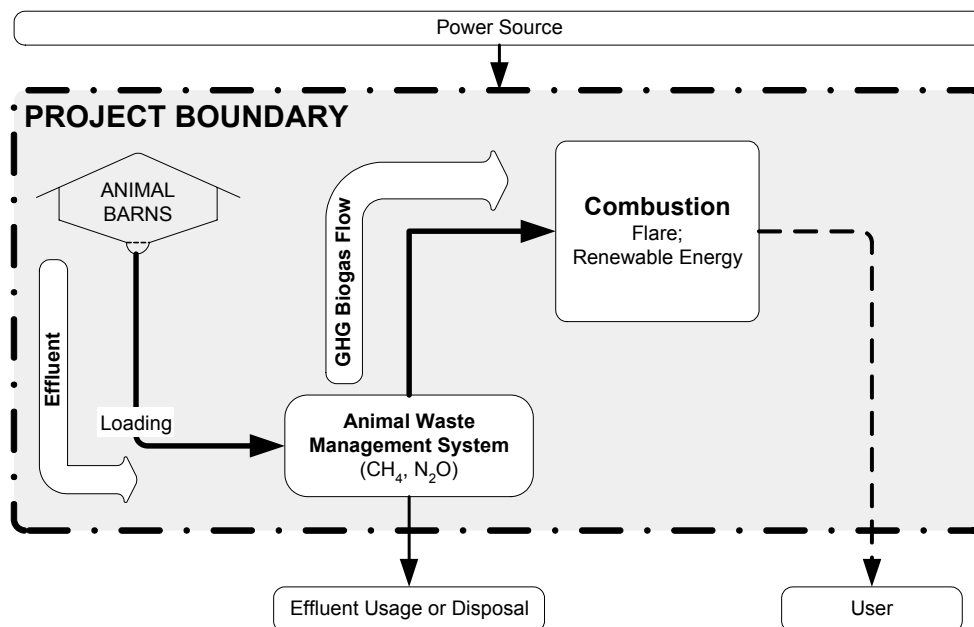 Power Source
PROJECT BOUNDARY
ANIMAL
BARNS
GHG Biogas Flow
Combustion
Flare;
Renewable Energy
Effluent
Loading
Animal Waste
Management System
(CH₄, N₂O)
Effluent Usage or Disposal
User